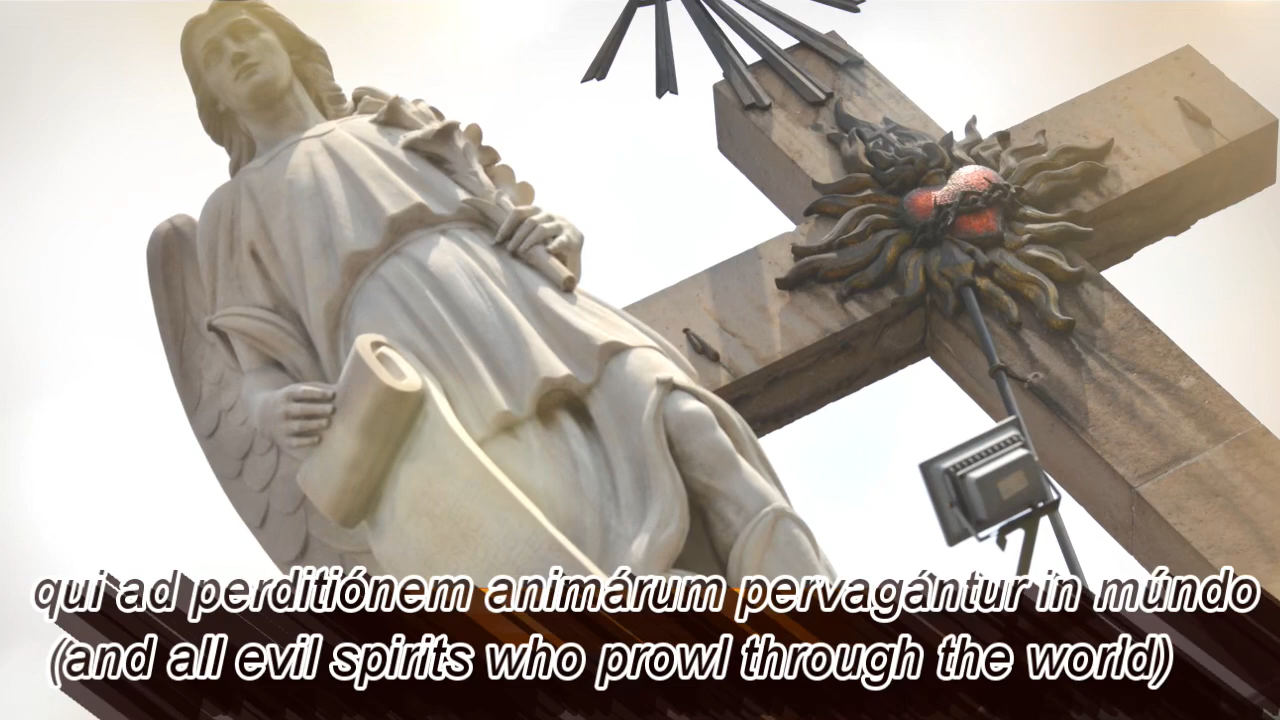 qui ad perditiónem animárum pervagántur in múndo
(and all evil spirits who prowl through the world)